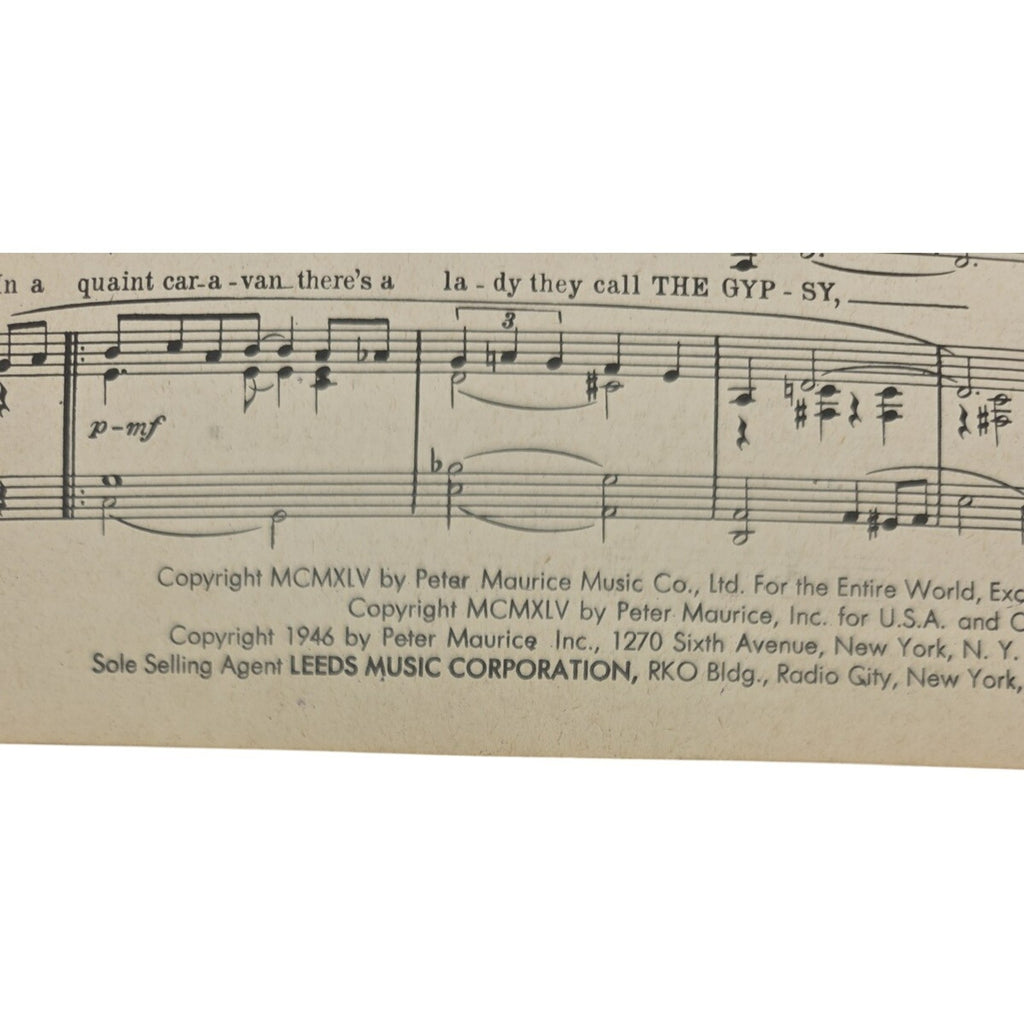 In a quaint car-a-van there's a la-dy they call THE GYP-SY,
3
p-mf
Copyright MCMXLV by Peter Maurice Music Co., Ltd. For the Entire World, Exc
Copyright MCMXLV by Peter Maurice, Inc. for U.S.A. and C
Copyright 1946 by Peter Maurice Inc., 1270 Sixth Avenue, New York, N. Y.
Sole Selling Agent LEEDS MUSIC CORPORATION, RKO Bldg., Radio City, New York,